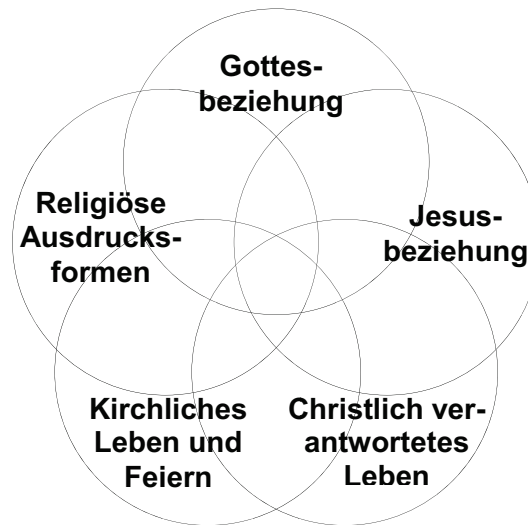 Gottes-
beziehung
Religiöse
Ausdrucks-
formen
Jesus-
beziehung
Kirchliches
Leben und
Feiern
Christlich ver-
antwortetes
Leben